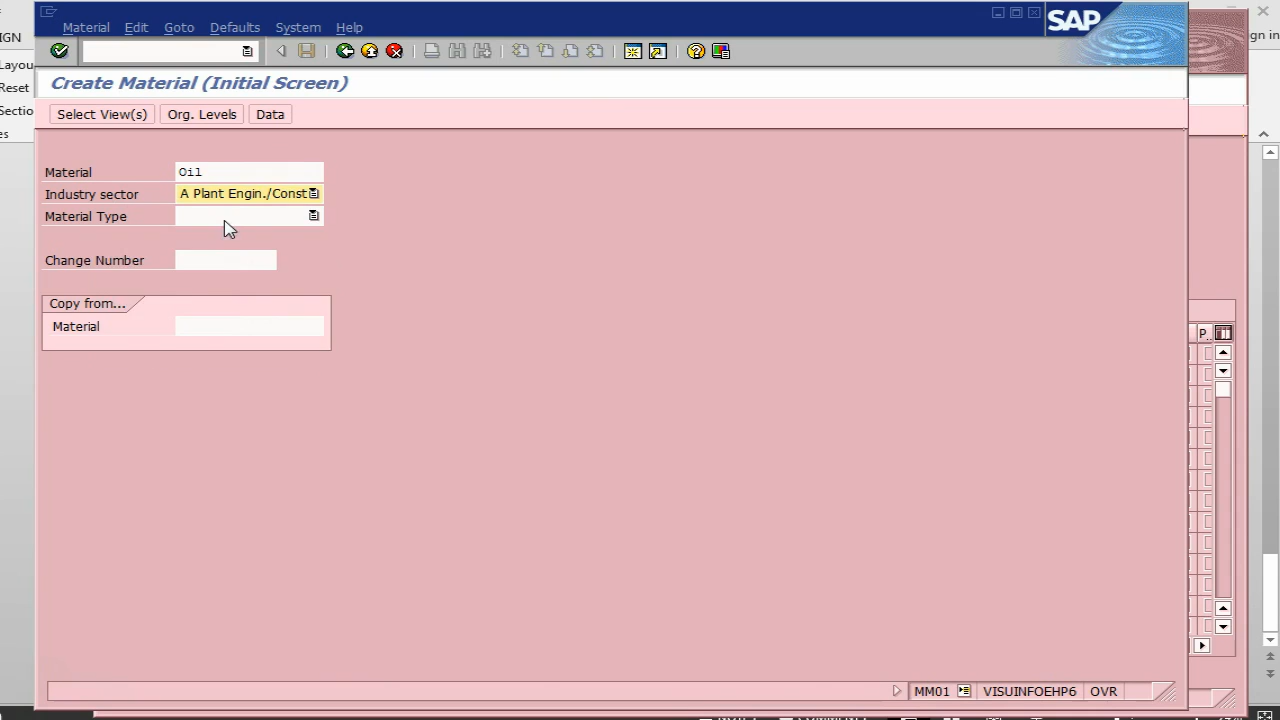 Material Edit Goto Defaults System Help
SAP
IGN
Sign in
Layou
Reset
Sectio
es
Create Material (Initial Screen)
Select View(s) Org. Levels Data
Material Oil
Industry sector A Plant Engin./Const
Material Type
Change Number
Copy from...
Material
P.
MM01 VISUINFOEHP6 OVR